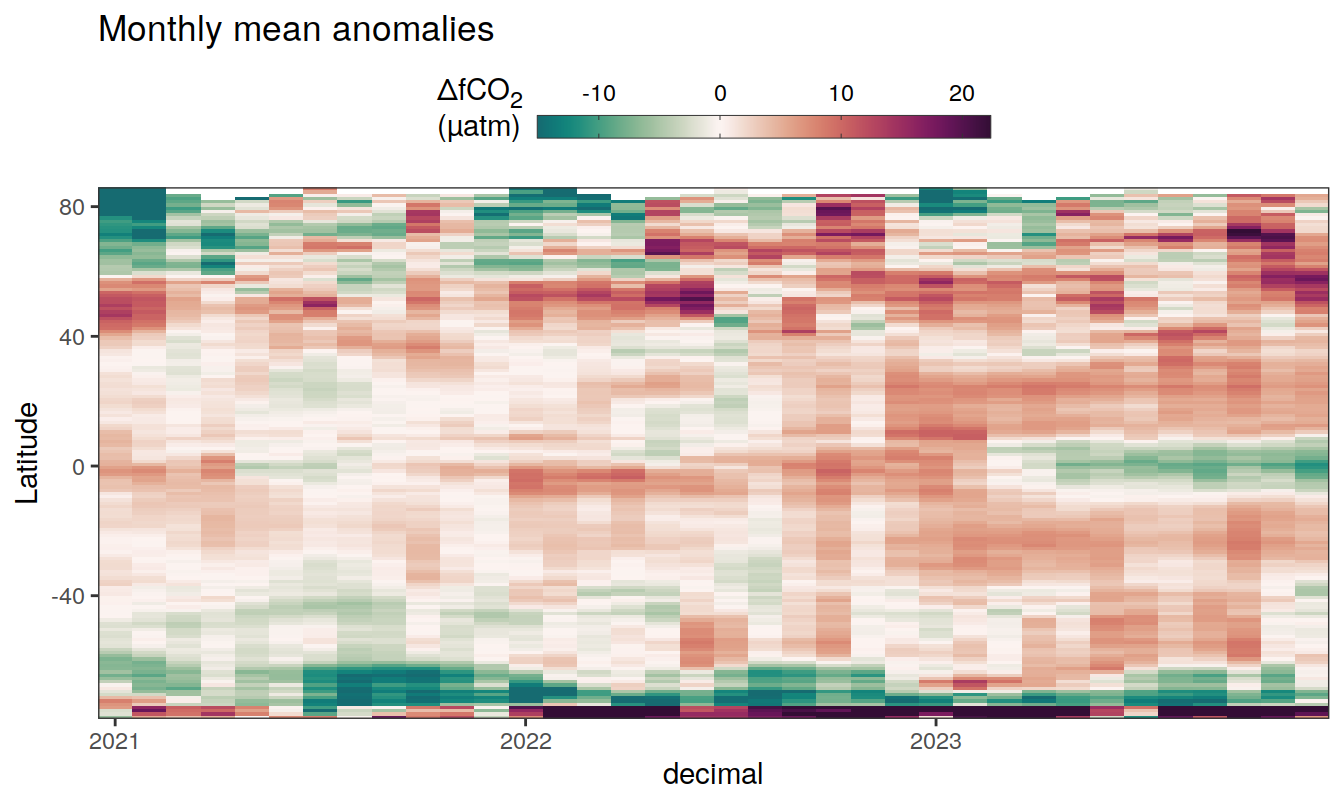 Monthly mean anomalies
ΔfCO₂
(µatm)
-10 0 10 20
80
40
0
-40
Latitude
2021 2022 2023
decimal